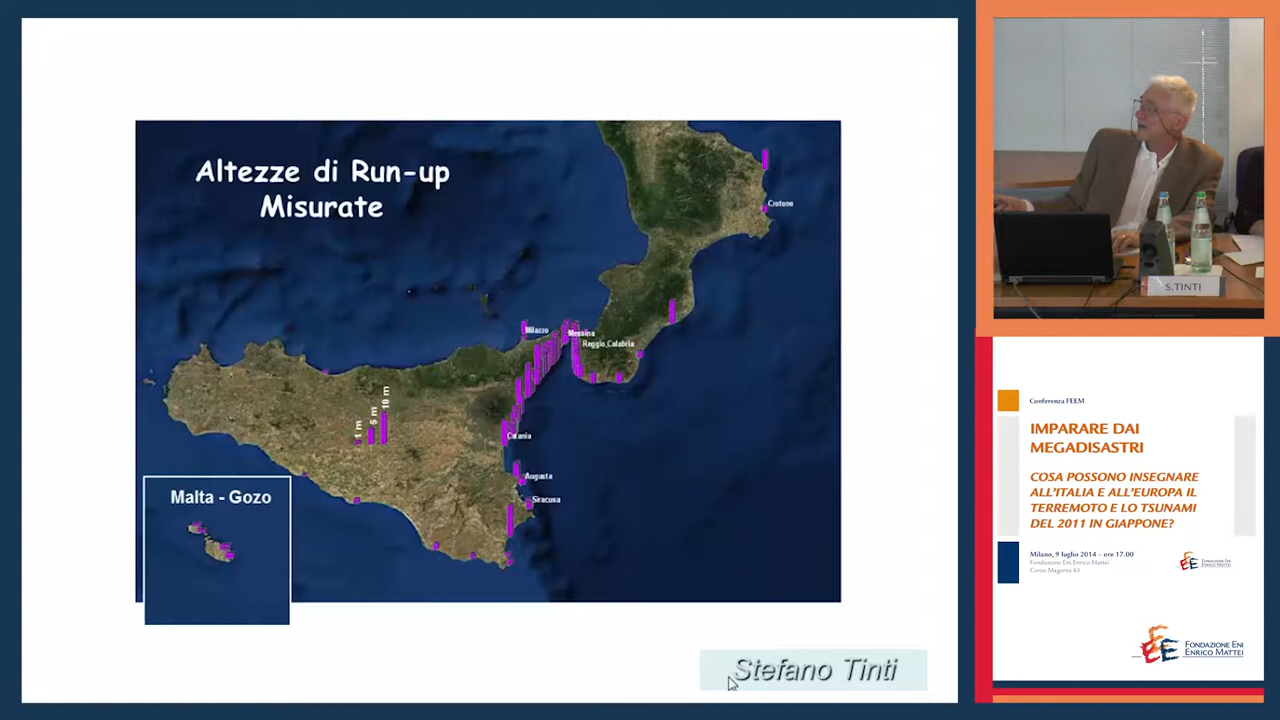 Altezze di Run-up
Misurate
Crotone
Milazzo
Messina
Reggio Calabria
1 m
5 m
10 m
Catania
Augusta
Siracusa
Malta - Gozo
Stefano Tinti
S.TINTI
Conferenza FEEM
IMPARARE DAI
MEGADISASTRI
COSA POSSONO INSEGNARE
ALL'ITALIA E ALL'EUROPA IL
TERREMOTO E LO TSUNAMI
DEL 2011 IN GIAPPONE?
Milano, 9 luglio 2014 – ore 17.00
Fondazione Eni Enrico Mattei
Corso Magenta 63
FONDAZIONE ENI
ENRICO MATTEI